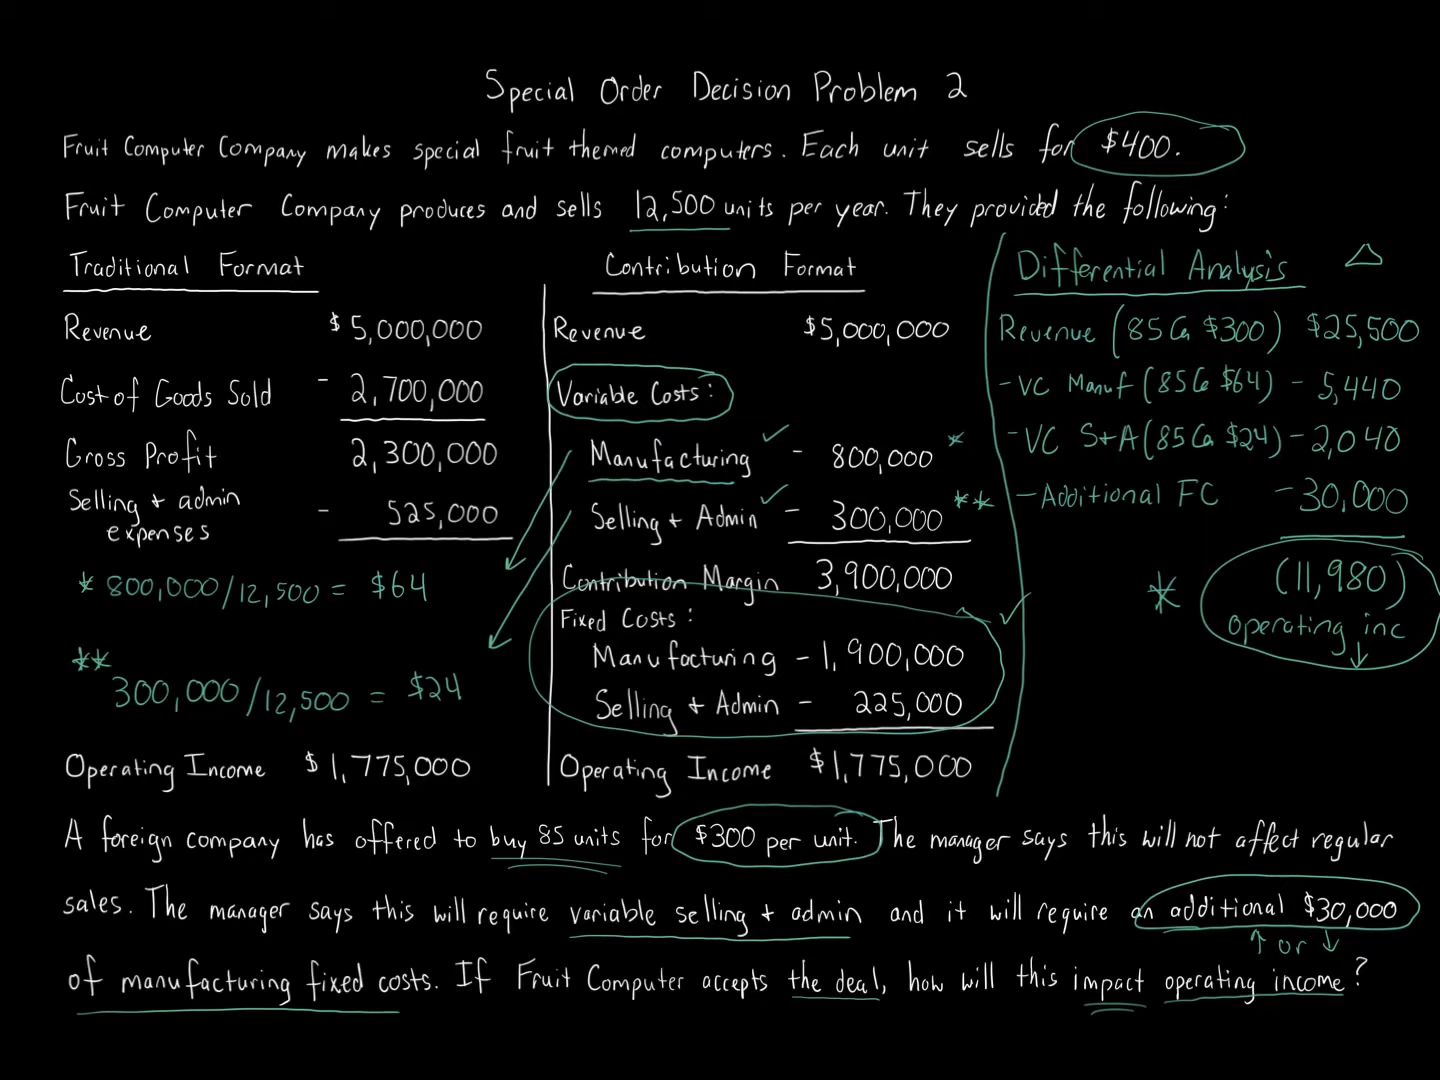 Special Order Decision Problem 2
Fruit Computer Company makes special fruit themed computers. Each unit sells for $400.
Fruit Computer Company produces and sells 12,500 units per year. They provided the following:
Traditional Format
Revenue $5,000,000
Cost of Goods Sold - 2,700,000
Gross Profit 2,300,000
Selling + admin expenses - 525,000
* 800,000/12,500 = $64
** 300,000/12,500 = $24
Operating Income $1,775,000
Contribution Format
Revenue $5,000,000
Variable Costs:
Manufacturing - 800,000 *
Selling + Admin - 300,000 **
Contribution Margin 3,900,000
Fixed Costs:
Manufacturing - 1,900,000
Selling + Admin - 225,000
Operating Income $1,775,000
Differential Analysis △
Revenue (85 @ $300) $25,500
- VC Manuf (85 @ $64) - 5,440
- VC S+A (85 @ $24) - 2,040
- Additional FC - 30,000
* (11,980)
operating inc ↓
A foreign company has offered to buy 85 units for $300 per unit. The manager says this will not affect regular
sales. The manager says this will require variable selling + admin and it will require an additional $30,000
↑ or ↓
of manufacturing fixed costs. If Fruit Computer accepts the deal, how will this impact operating income?